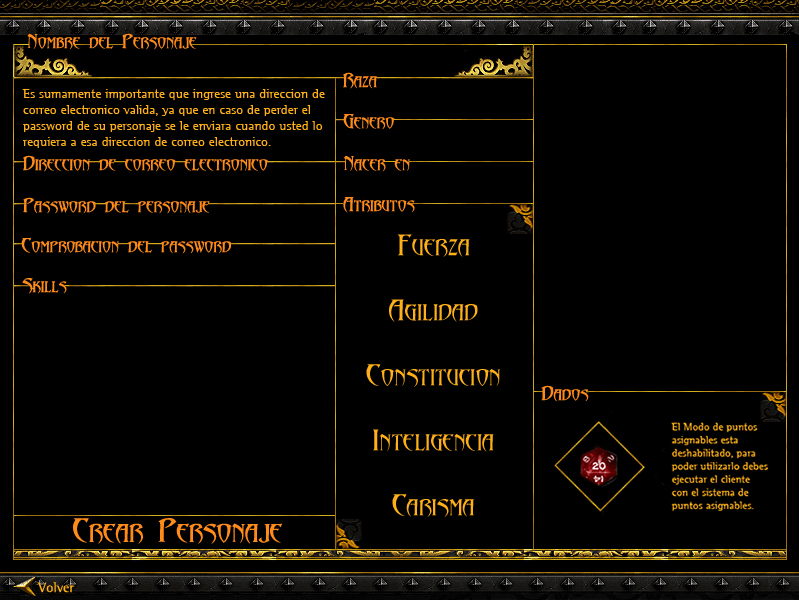 Nombre del Personaje
Es sumamente importante que ingrese una direccion de
correo electronico valida, ya que en caso de perder el
password de su personaje se le enviara cuando usted lo
requiera a esa direccion de correo electronico.
Direccion de correo electronico
Password del personaje
Comprobacion del password
Skills
Crear Personaje
Raza
Genero
Nacer en
Atributos
Fuerza
Agilidad
Constitucion
Inteligencia
Carisma
Dados
20
El Modo de puntos
asignables esta
deshabilitado, para
poder utilizarlo debes
ejecutar el cliente
con el sistema de
puntos asignables.
Volver